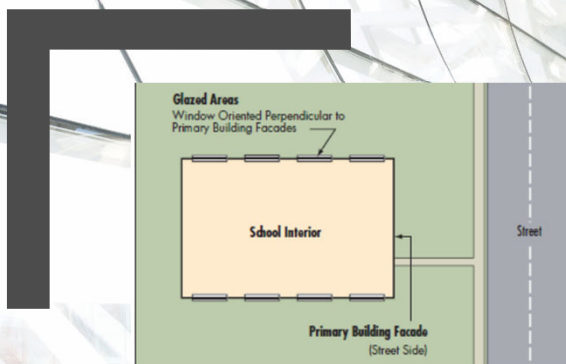 Glazed Areas
Window Oriented Perpendicular to
Primary Building Facades
School Interior
Street
Primary Building Facade
(Street Side)